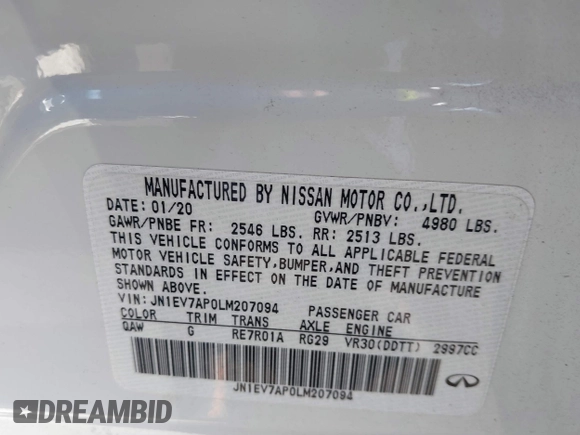 MANUFACTURED BY NISSAN MOTOR CO.,LTD.
DATE: 01/20 GVWR/PNBV: 4980 LBS.
GAWR/PNBE FR: 2546 LBS. RR: 2513 LBS.
THIS VEHICLE CONFORMS TO ALL APPLICABLE FEDERAL
MOTOR VEHICLE SAFETY,BUMPER,AND THEFT PREVENTION
STANDARDS IN EFFECT ON THE DATE OF MANUFACTURE
SHOWN ABOVE.
VIN: JN1EV7AP0LM207094 PASSENGER CAR
COLOR TRIM TRANS AXLE ENGINE
QAW G RE7R01A RG29 VR30(DDTT) 2997CC
JN1EV7AP0LM207094
DREAMBID